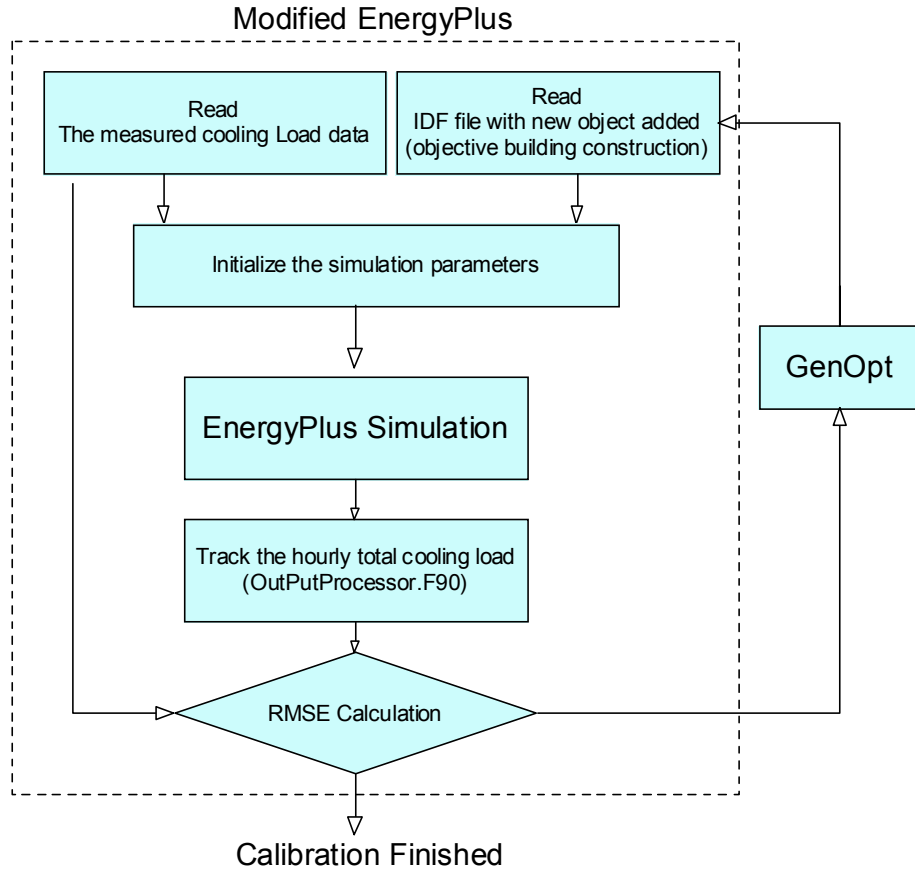 Modified EnergyPlus
Read
The measured cooling Load data
Read
IDF file with new object added
(objective building construction)
Initialize the simulation parameters
GenOpt
EnergyPlus Simulation
Track the hourly total cooling load
(OutPutProcessor.F90)
RMSE Calculation
Calibration Finished